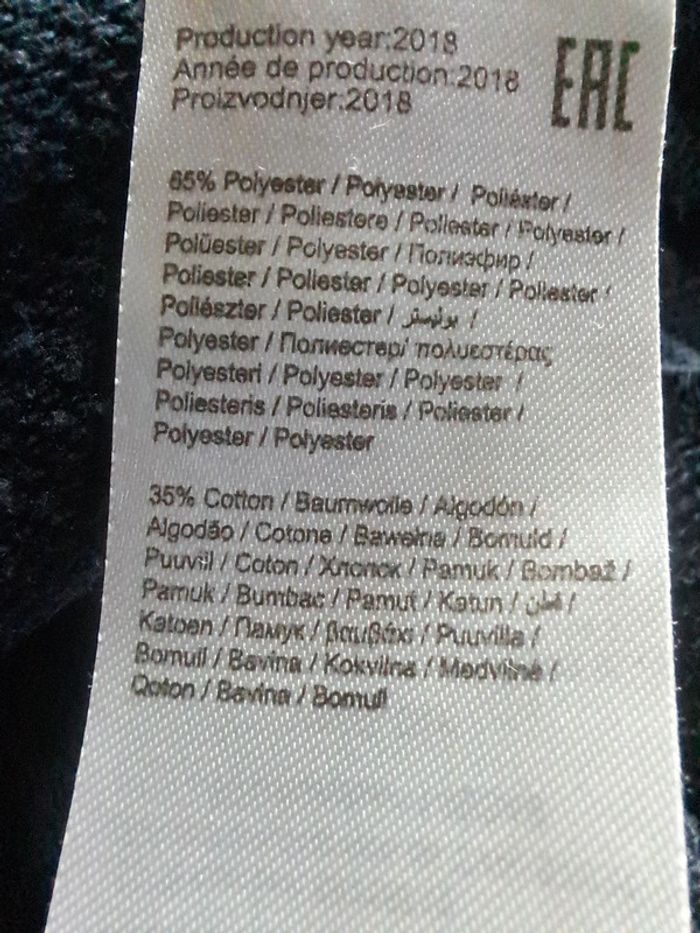 Production year:2018
Année de production:2018
Proizvodnjer:2018
EAC
65% Polyester / Polyester / Poliéster /
Poliester / Poliestere / Poliester / Polyester /
Polüester / Polyester / Полиэфир /
Poliester / Poliester / Polyester / Poliester /
Poliészter / Poliester / بوليستر /
Polyester / Полиестер/ πολυεστέρας
Polyesteri / Polyester / Polyester /
Poliesteris / Poliesteris / Poliester /
Polyester / Polyester
35% Cotton / Baumwolle / Algodón /
Algodão / Cotone / Bawełna / Bomuld /
Puuvill / Coton / Хлопок / Pamuk / Bombaž /
Pamuk / Bumbac / Pamut / Katun / قطن /
Katoen / Памук / βαμβάκι / Puuvilla /
Bomull / Bavlna / Kokvilna / Medvilnė /
Qoton / Bavlna / Bomull